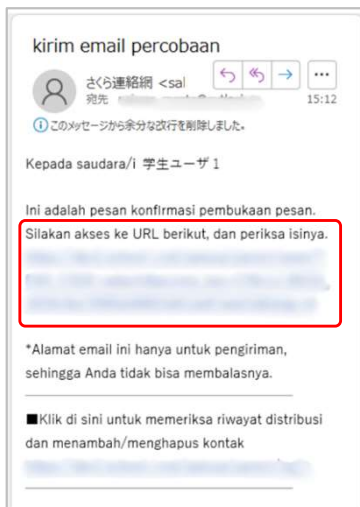 kirim email percobaan
さくら連絡網 <sal
宛先
15:12
このメッセージから余分な改行を削除しました。
Kepada saudara/i 学生ユーザ1
Ini adalah pesan konfirmasi pembukaan pesan.
Silakan akses ke URL berikut, dan periksa isinya.
*Alamat email ini hanya untuk pengiriman,
sehingga Anda tidak bisa membalasnya.
■Klik di sini untuk memeriksa riwayat distribusi
dan menambah/menghapus kontak